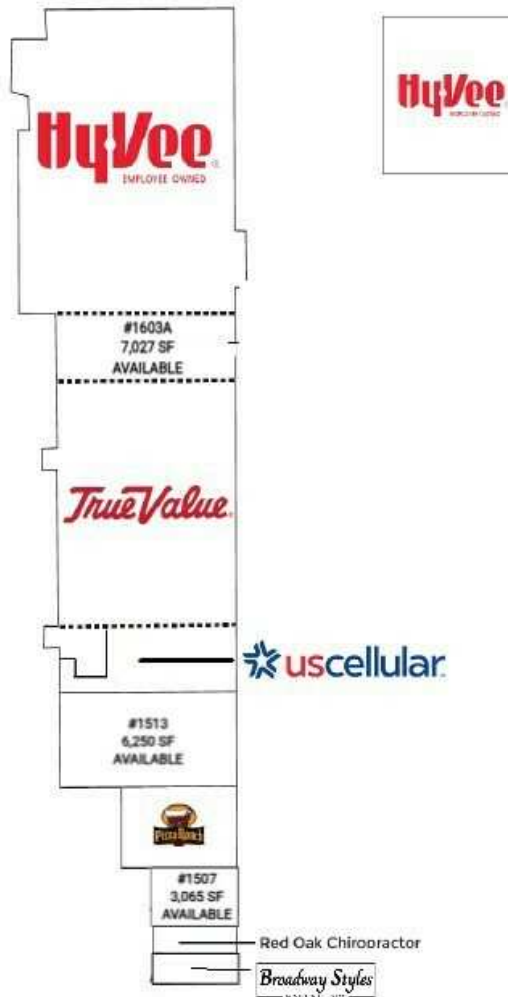 HyVee
EMPLOYEE OWNED
HyVee
#1603A
7,027 SF
AVAILABLE
True Value
uscellular
#1513
6,250 SF
AVAILABLE
Pizza Ranch
#1507
3,065 SF
AVAILABLE
Red Oak Chiropractor
Broadway Styles